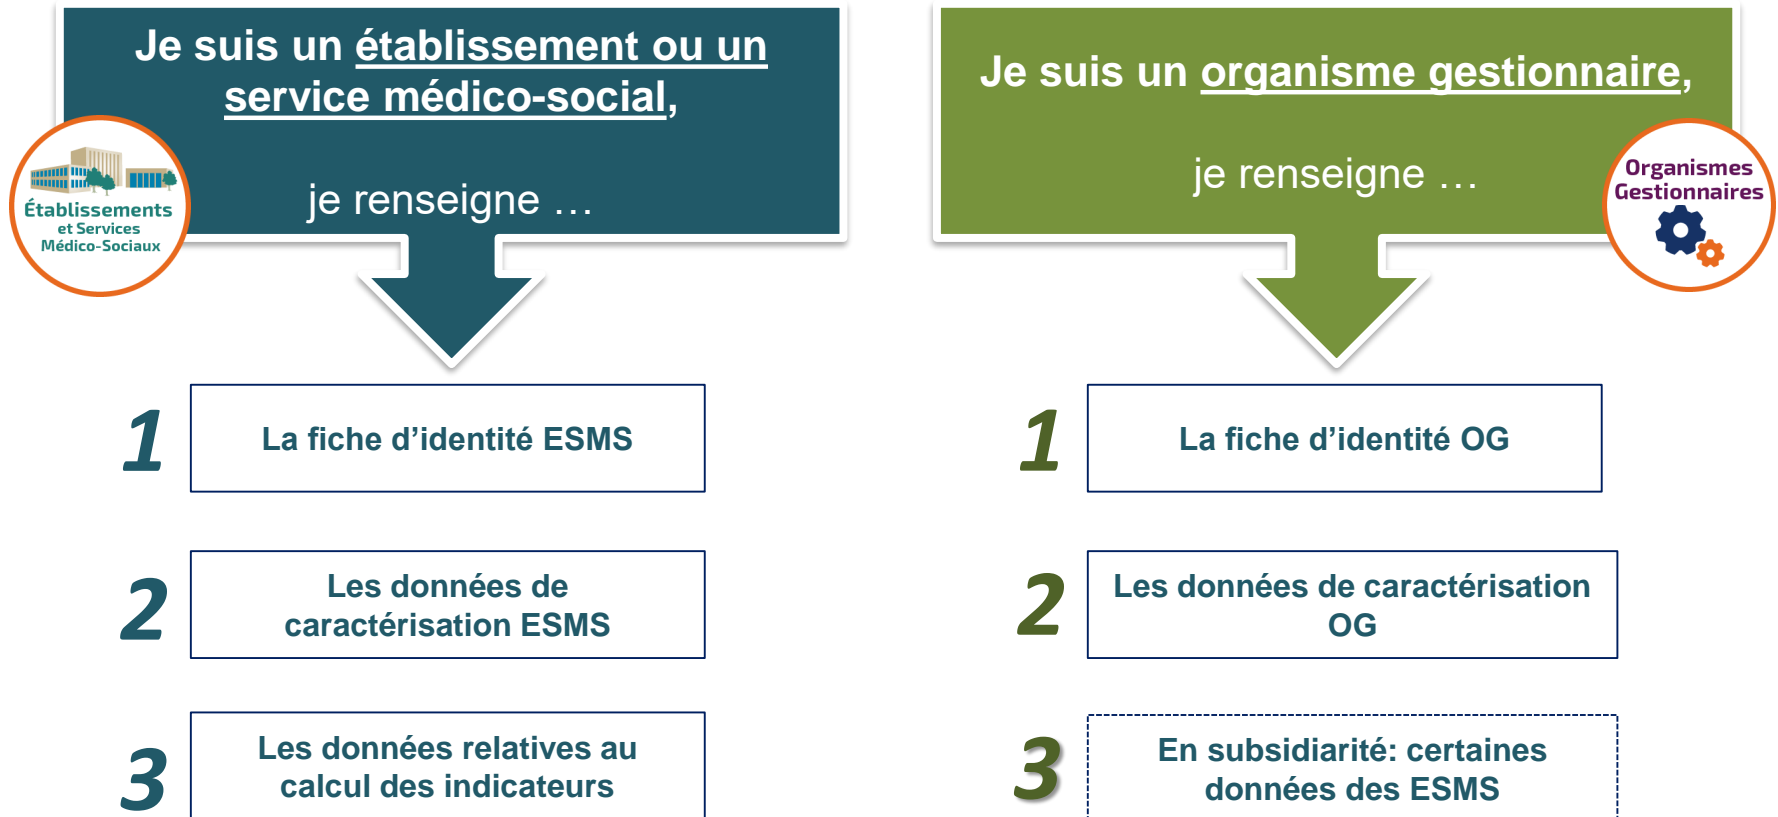 Je suis un établissement ou un
service médico-social,
je renseigne …
Établissements
et Services
Médico-Sociaux
1
La fiche d’identité ESMS
2
Les données de
caractérisation ESMS
3
Les données relatives au
calcul des indicateurs
Je suis un organisme gestionnaire,
je renseigne …
Organismes
Gestionnaires
1
La fiche d’identité OG
2
Les données de caractérisation
OG
3
En subsidiarité: certaines
données des ESMS